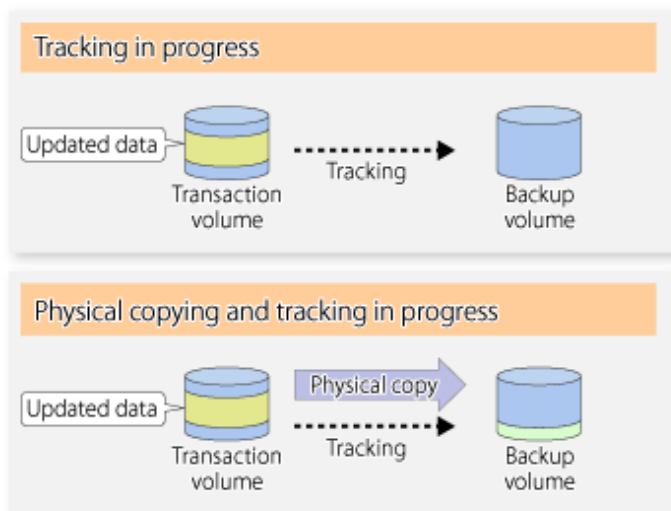 Tracking in progress
Updated data
Tracking
Transaction
volume
Backup
volume
Physical copying and tracking in progress
Physical copy
Updated data
Tracking
Transaction
volume
Backup
volume